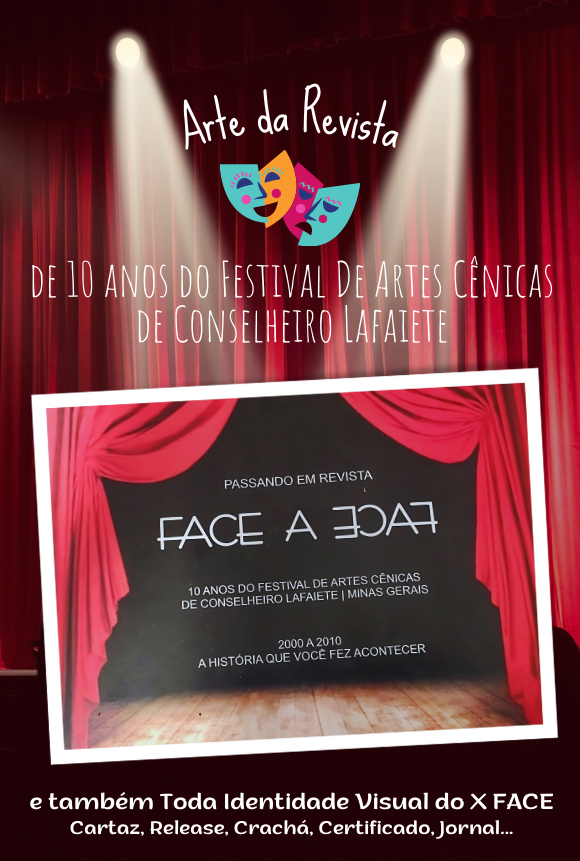 Arte da Revista
DE 10 ANOS DO FESTIVAL DE ARTES CÊNICAS
DE CONSELHEIRO LAFAIETE
PASSANDO EM REVISTA
FACE A FACE
10 ANOS DO FESTIVAL DE ARTES CÊNICAS
DE CONSELHEIRO LAFAIETE | MINAS GERAIS
2000 A 2010
A HISTÓRIA QUE VOCÊ FEZ ACONTECER
e também Toda Identidade Visual do X FACE
Cartaz, Release, Crachá, Certificado, Jornal...